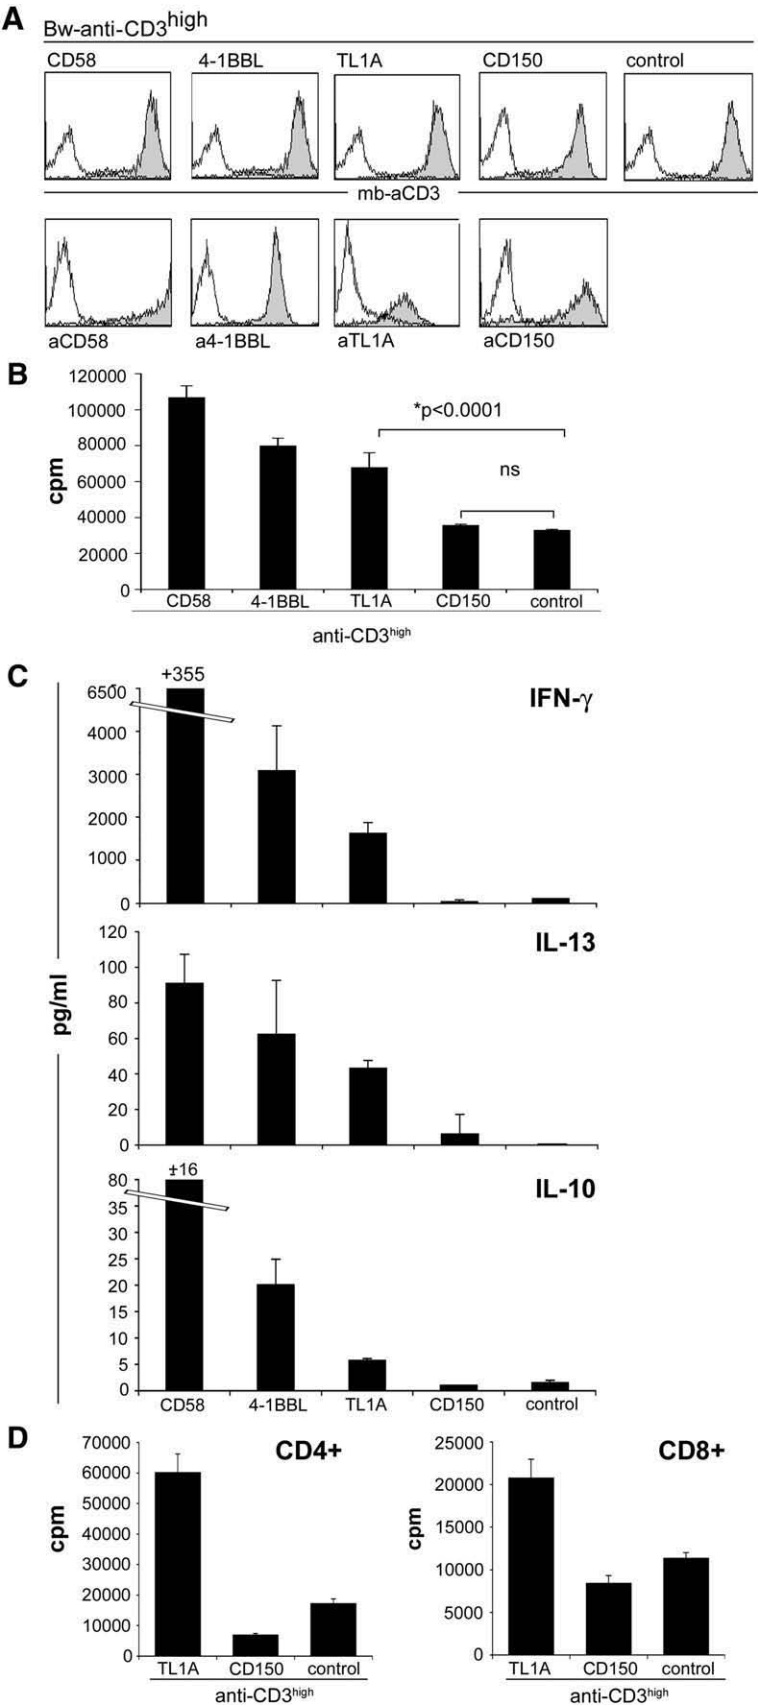 A
Bw-anti-CD3high
CD58 4-1BBL TL1A CD150 control
mb-aCD3
aCD58 a4-1BBL aTL1A aCD150
B
120000
100000
80000
60000
40000
20000
0
cpm
*p<0.0001
ns
CD58 4-1BBL TL1A CD150 control
anti-CD3high
C
pg/ml
+355
6500
4000
3000
2000
1000
0
IFN-γ
120
100
80
60
40
20
0
IL-13
±16
80
35
30
25
20
15
10
5
0
IL-10
CD58 4-1BBL TL1A CD150 control
D
70000
60000
50000
40000
30000
20000
10000
0
cpm
CD4+
TL1A CD150 control
anti-CD3high
25000
20000
15000
10000
5000
0
cpm
CD8+
TL1A CD150 control
anti-CD3high